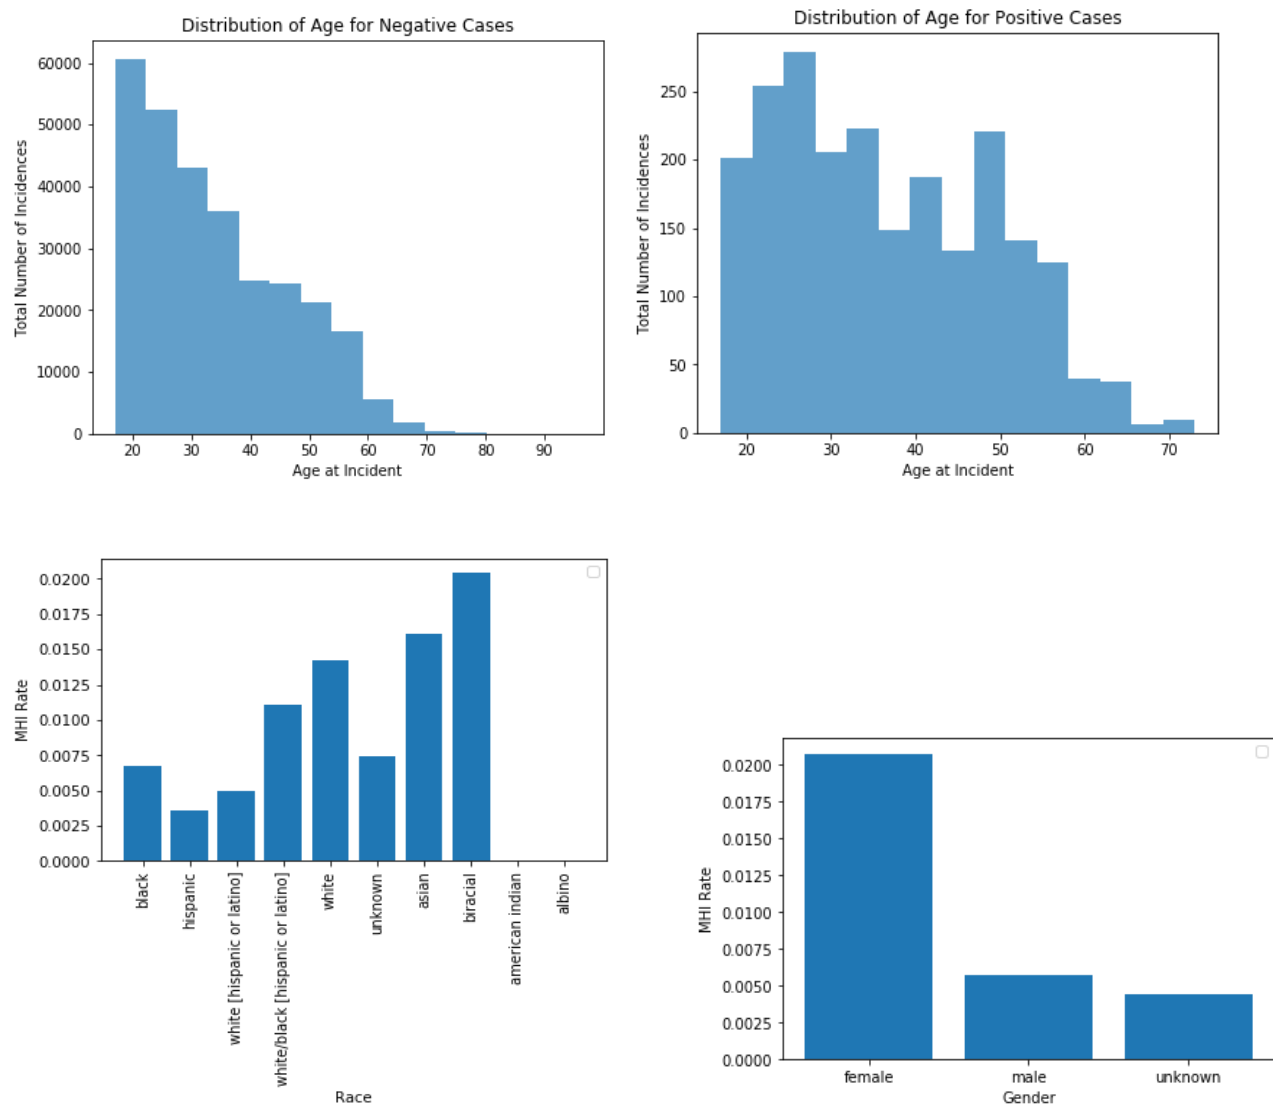 Distribution of Age for Negative Cases
60000
50000
40000
30000
20000
10000
0
Total Number of Incidences
20 30 40 50 60 70 80 90
Age at Incident
Distribution of Age for Positive Cases
250
200
150
100
50
0
Total Number of Incidences
20 30 40 50 60 70
Age at Incident
0.0200
0.0175
0.0150
0.0125
0.0100
0.0075
0.0050
0.0025
0.0000
MHI Rate
black
hispanic
white [hispanic or latino]
white/black [hispanic or latino]
white
unknown
asian
biracial
american indian
albino
Race
0.0200
0.0175
0.0150
0.0125
0.0100
0.0075
0.0050
0.0025
0.0000
MHI Rate
female male unknown
Gender